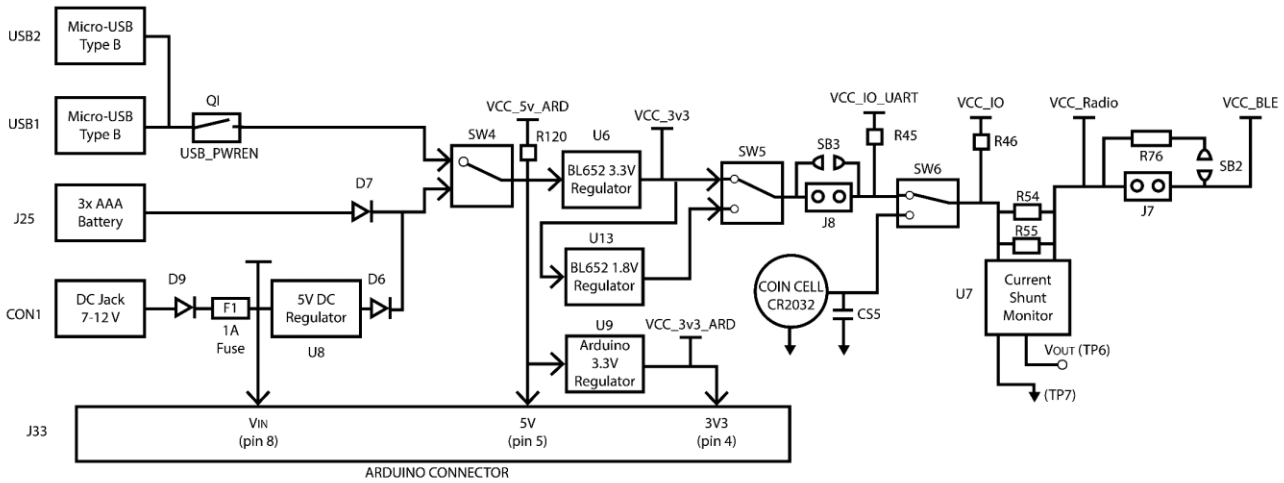 USB2
Micro-USB
Type B
USB1
Micro-USB
Type B
QI
USB_PWREN
J25
3x AAA
Battery
D7
CON1
DC Jack
7-12 V
D9
F1
1A
Fuse
5V DC
Regulator
U8
D6
SW4
VCC_5v_ARD
R120
U6
BL652 3.3V
Regulator
VCC_3v3
U13
BL652 1.8V
Regulator
U9
Arduino
3.3V
Regulator
VCC_3v3_ARD
SW5
SB3
J8
VCC_IO_UART
R45
COIN CELL
CR2032
CS5
SW6
VCC_IO
R46
R54
R55
U7
Current
Shunt
Monitor
VOUT (TP6)
(TP7)
VCC_Radio
R76
J7
SB2
VCC_BLE
J33
VIN
(pin 8)
5V
(pin 5)
3V3
(pin 4)
ARDUINO CONNECTOR